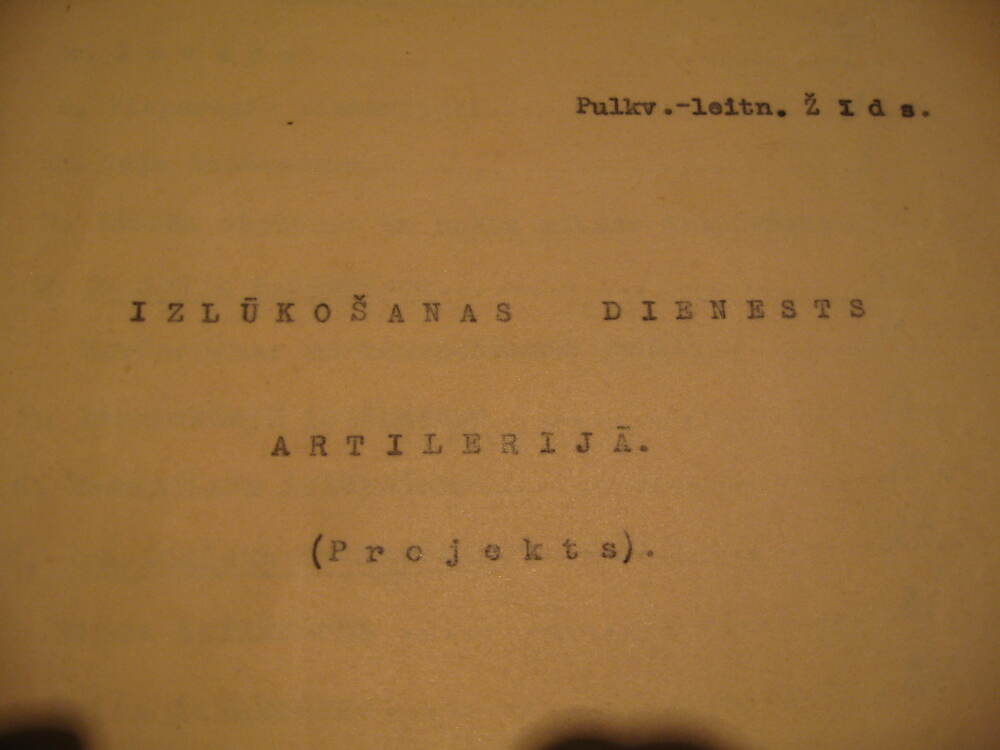 Pulkv.-leitn. Ž I d s.
I Z L Ū K O Š A N A S  D I E N E S T S
A R T I L E R I J Ā.
(P r o j e k t s).